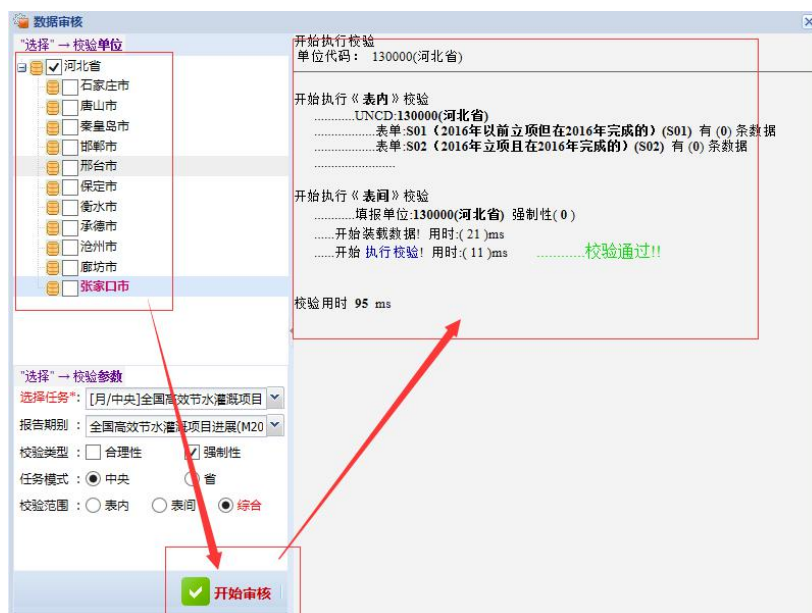 数据审核
"选择"→校验单位
河北省
石家庄市
唐山市
秦皇岛市
邯郸市
邢台市
保定市
衡水市
承德市
沧州市
廊坊市
张家口市
"选择"→校验参数
选择任务*: [月/中央]全国高效节水灌溉项目
报告期别 : 全国高效节水灌溉项目进展(M20
校验类型 : 合理性 强制性
任务模式 : 中央 省
校验范围 : 表内 表间 综合
开始审核
开始执行校验
单位代码: 130000(河北省)
开始执行《表内》校验
............UNCD:130000(河北省)
..................表单:S01（2016年以前立项但在2016年完成的）(S01) 有 (0) 条数据
..................表单:S02（2016年立项且在2016年完成的）(S02) 有 (0) 条数据
........................
开始执行《表间》校验
............填报单位:130000(河北省) 强制性( 0 )
......开始装载数据! 用时:( 21 )ms
......开始 执行校验! 用时:( 11 )ms ............校验通过!!
校验用时 95 ms